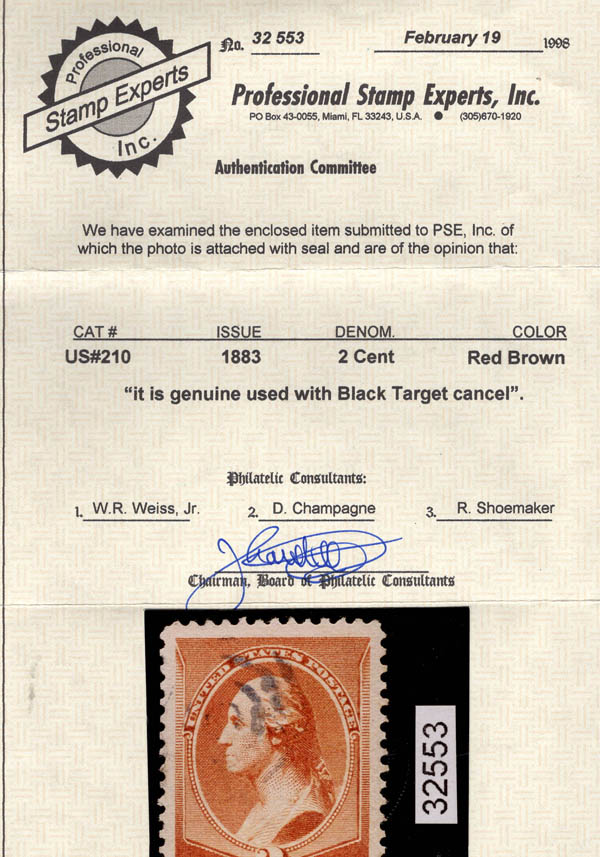 Professional
Stamp Experts
Inc.
No. 32 553 February 19 1998
Professional Stamp Experts, Inc.
PO Box 43-0055, Miami, FL 33243, U.S.A. ● (305)670-1920
Authentication Committee
We have examined the enclosed item submitted to PSE, Inc. of
which the photo is attached with seal and are of the opinion that:
CAT # ISSUE DENOM. COLOR
US#210 1883 2 Cent Red Brown
“it is genuine used with Black Target cancel”.
Philatelic Consultants:
1. W.R. Weiss, Jr. 2. D. Champagne 3. R. Shoemaker
Chairman, Board of Philatelic Consultants
UNITED STATES POSTAGE
32553